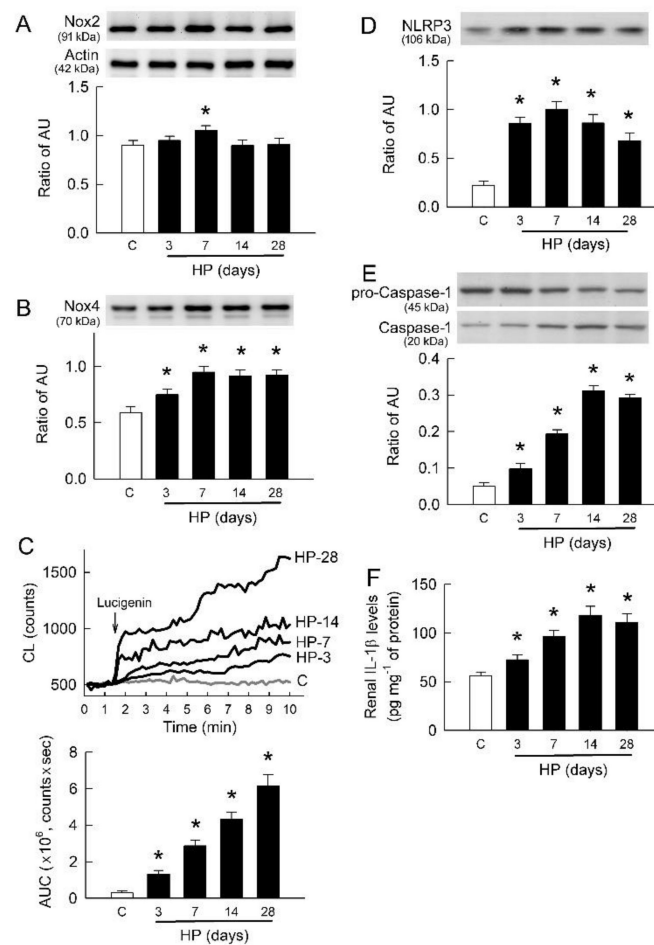 A
Nox2
(91 kDa)
Actin
(42 kDa)
Ratio of AU
1.5
1.0
0.5
0.0
*
C 3 7 14 28
HP (days)
B
Nox4
(70 kDa)
Ratio of AU
1.5
1.0
0.5
0.0
* * * *
C 3 7 14 28
HP (days)
C
CL (counts)
1500
1000
500
Lucigenin
HP-28
HP-14
HP-7
HP-3
C
0 1 2 3 4 5 6 7 8 9 10
Time (min)
AUC (x10⁶, counts x sec)
8
6
4
2
0
* * * *
C 3 7 14 28
HP (days)
D
NLRP3
(106 kDa)
Ratio of AU
1.5
1.0
0.5
0.0
* * * *
C 3 7 14 28
HP (days)
E
pro-Caspase-1
(45 kDa)
Caspase-1
(20 kDa)
Ratio of AU
0.4
0.3
0.2
0.1
0.0
* * * *
C 3 7 14 28
HP (days)
F
Renal IL-1β levels
(pg mg⁻¹ of protein)
150
100
50
0
* * * *
C 3 7 14 28
HP (days)